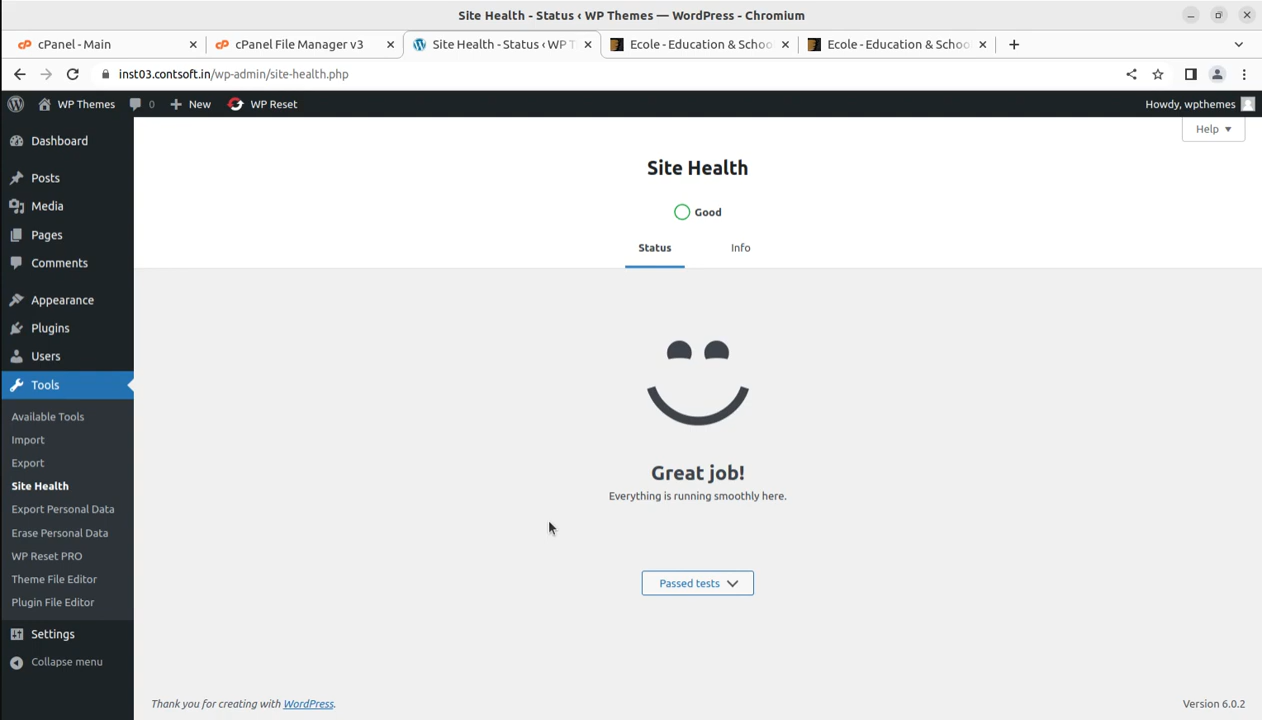 Site Health - Status ‹ WP Themes — WordPress - Chromium
cPanel - Main
cPanel File Manager v3
Site Health - Status ‹ WP T
Ecole - Education & Schoo
Ecole - Education & Schoo
inst03.contsoft.in/wp-admin/site-health.php
WP Themes
0
New
WP Reset
Howdy, wpthemes
Help
Dashboard
Posts
Media
Pages
Comments
Appearance
Plugins
Users
Tools
Available Tools
Import
Export
Site Health
Export Personal Data
Erase Personal Data
WP Reset PRO
Theme File Editor
Plugin File Editor
Settings
Collapse menu
Site Health
Good
Status Info
Great job!
Everything is running smoothly here.
Passed tests
Thank you for creating with WordPress.
Version 6.0.2